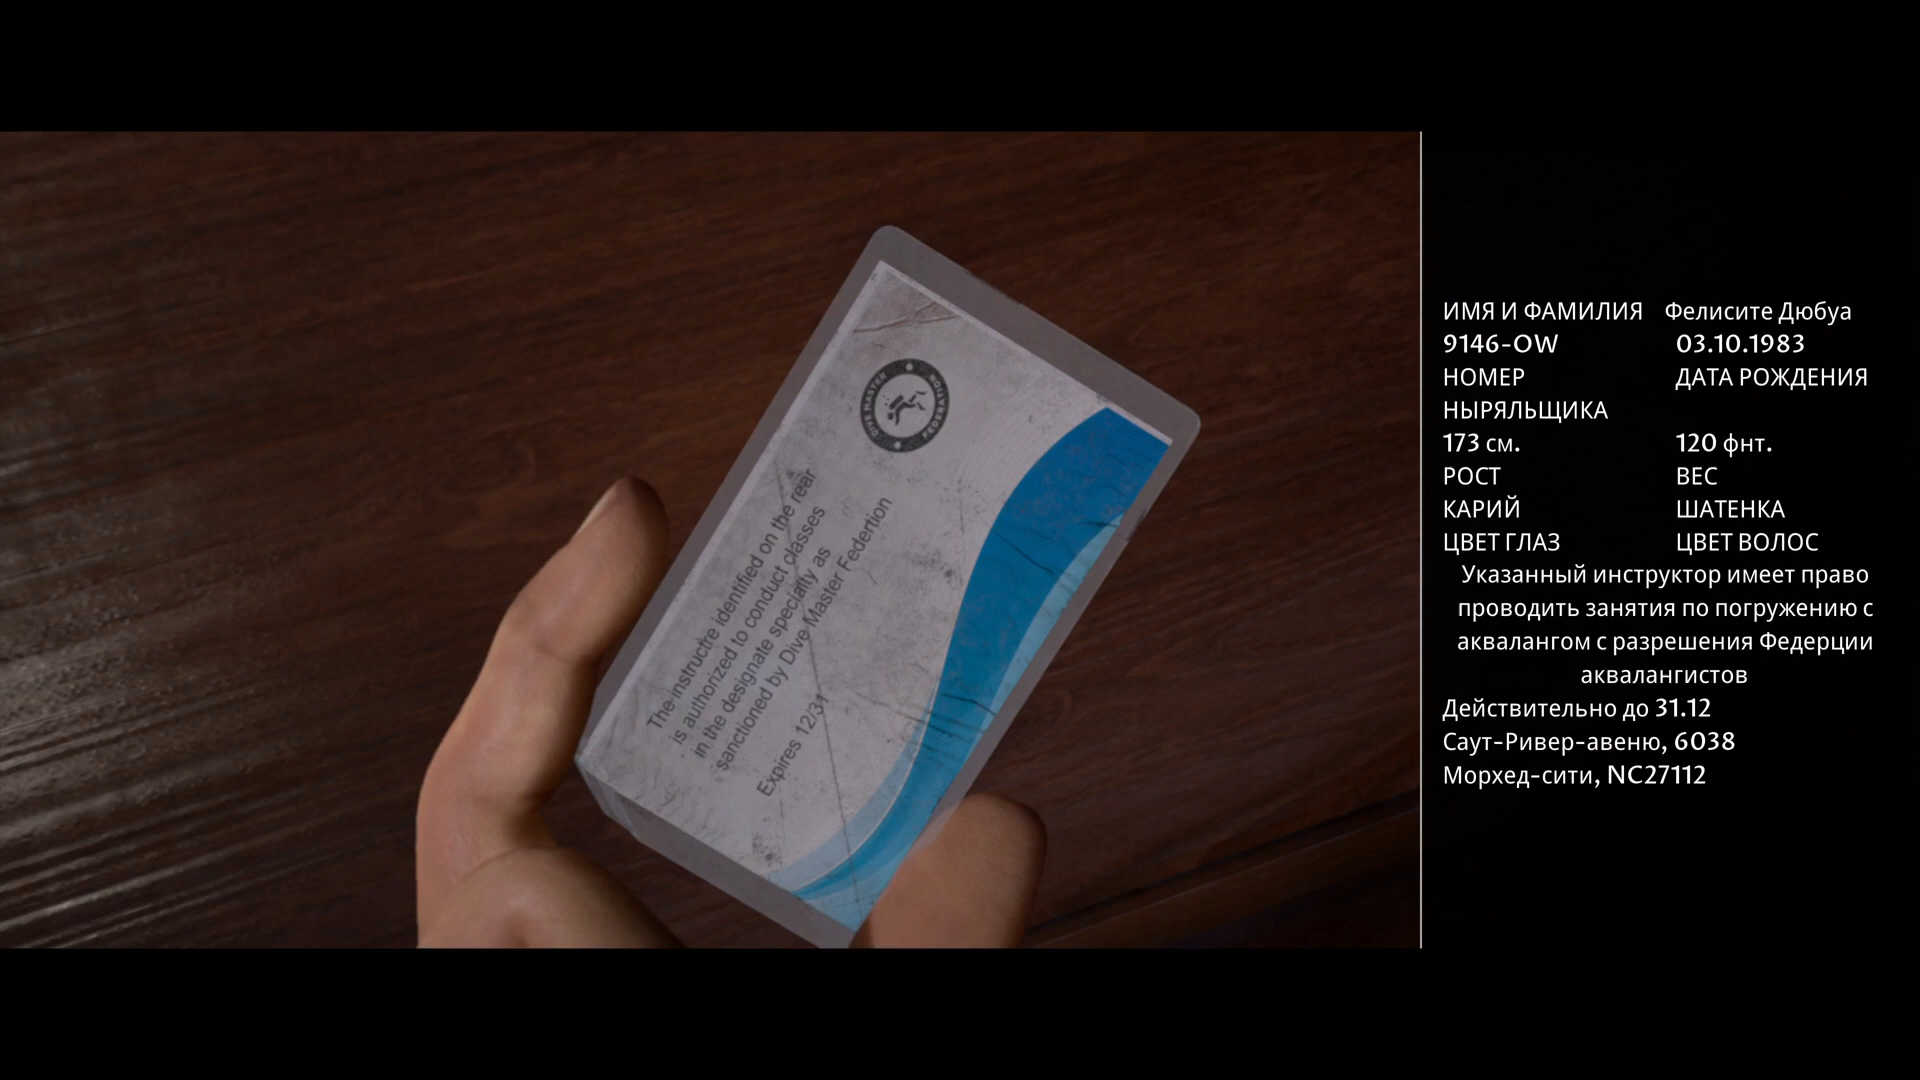 DIVE MASTER FEDERATION
The instructre identified on the rear
is authorized to conduct classes
in the designate specialty as
sanctioned by Dive Master Federtion
Expires 12/31
ИМЯ И ФАМИЛИЯ Фелисите Дюбуа
9146-OW 03.10.1983
НОМЕР ДАТА РОЖДЕНИЯ
НЫРЯЛЬЩИКА
173 см. 120 фнт.
РОСТ ВЕС
КАРИЙ ШАТЕНКА
ЦВЕТ ГЛАЗ ЦВЕТ ВОЛОС
Указанный инструктор имеет право
проводить занятия по погружению с
аквалангом с разрешения Федерции
аквалангистов
Действительно до 31.12
Саут-Ривер-авеню, 6038
Морхед-сити, NC27112